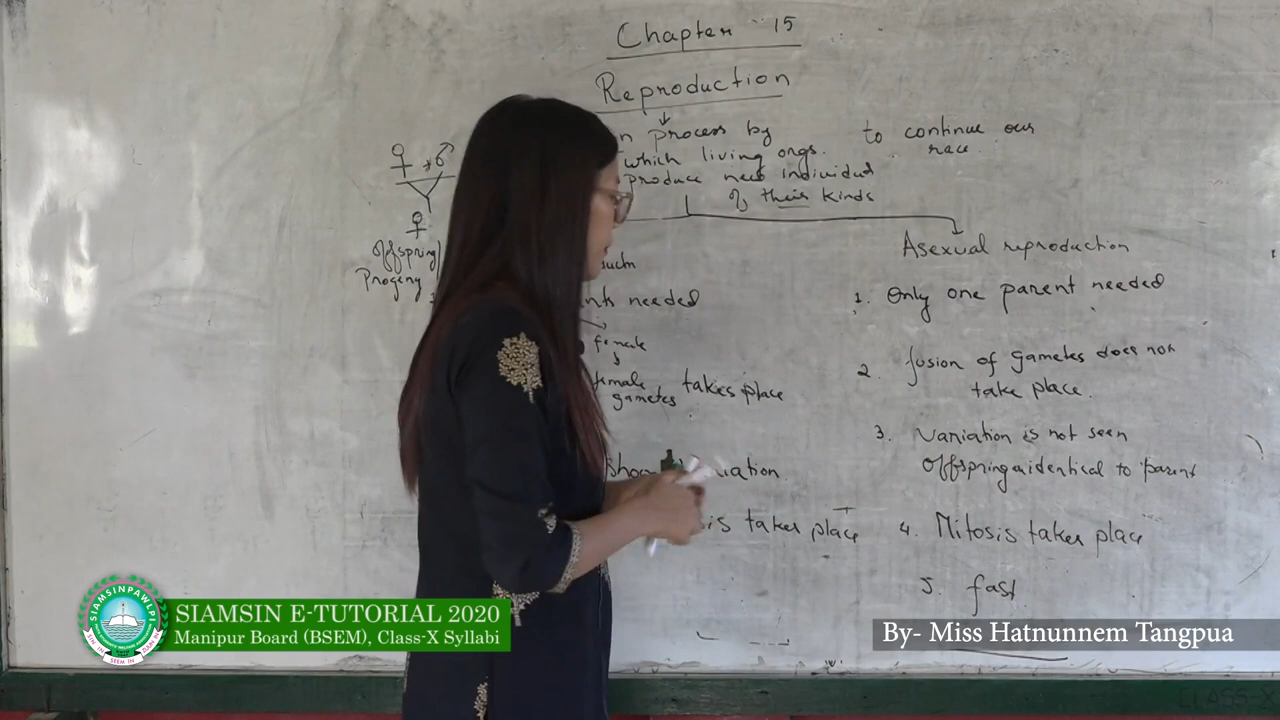 Chapter 15
Reproduction
n process by
which living orgs.
produce new individual
of their kinds
to continue our
race.
Offspring/
Progeny
Asexual reproduction
needed
1. Only one parent needed
female
female
gametes takes place
2. fusion of gametes does not
take place.
3. Variation is not seen
Offspring identical to parent
takes place
4. Mitosis takes place
5. fast
SIAMSINPAWLPI
SIAMSIN E-TUTORIAL 2020
Manipur Board (BSEM), Class-X Syllabi
By- Miss Hatnunnem Tangpua
CLASS-X